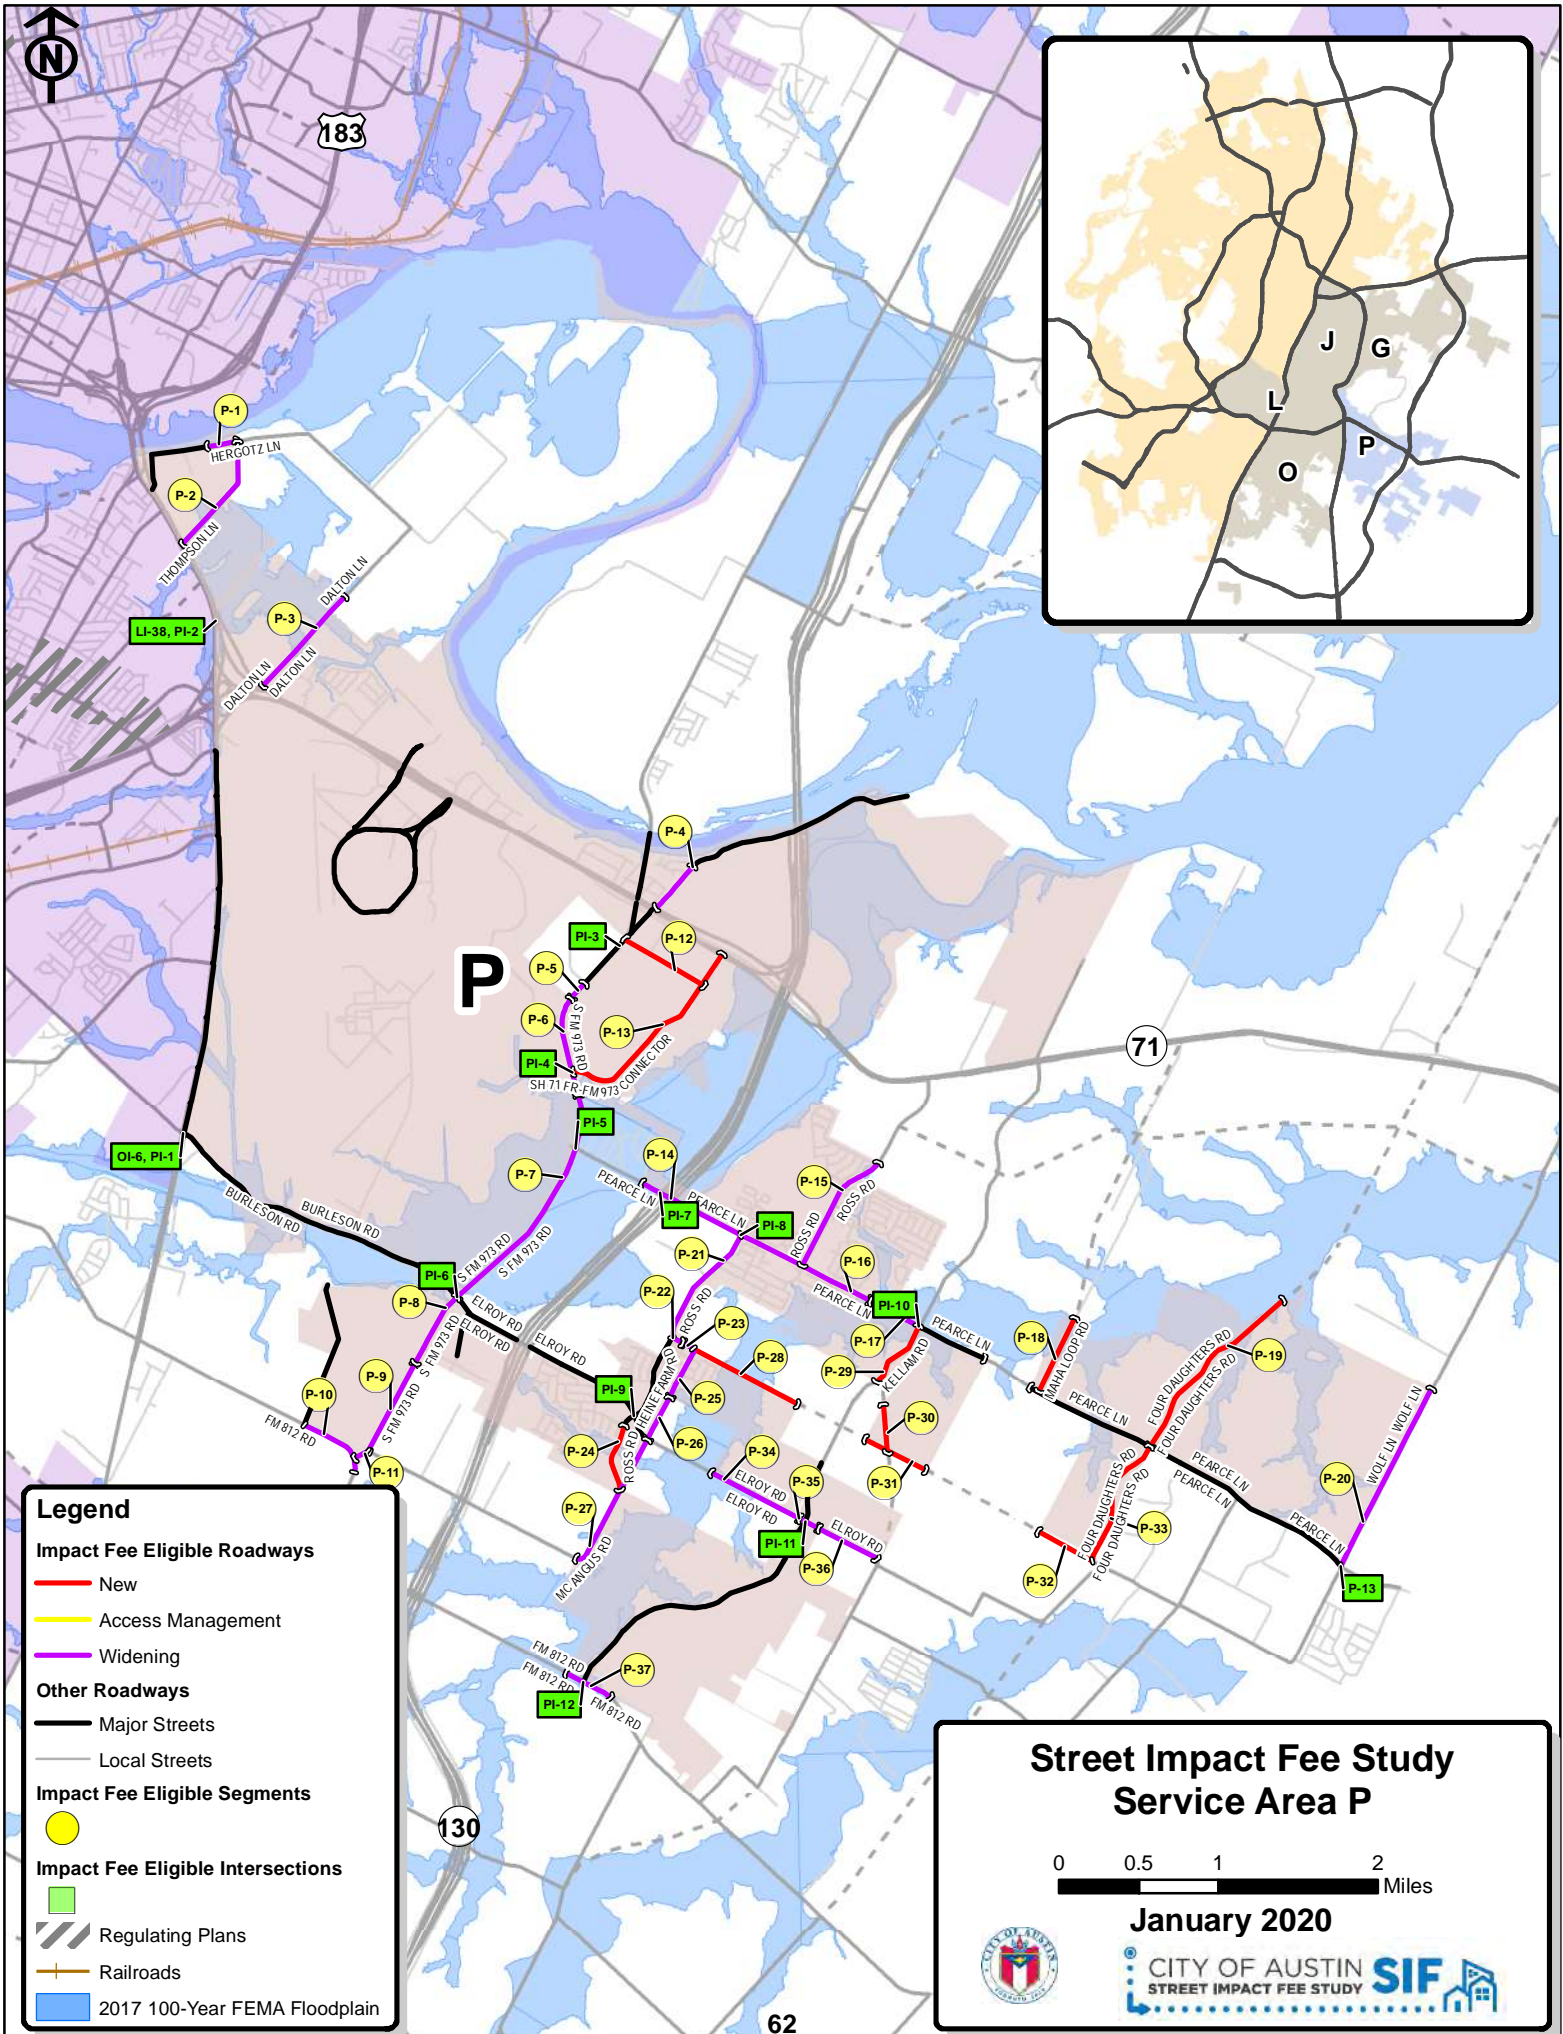 N
183
J
G
L
P
O
P-1
HERGOTZ LN
P-2
THOMPSON LN
DALTON LN
P-3
LI-38, PI-2
DALTON LN
DALTON LN
P-4
PI-3
P-12
P
P-5
S FM 973 RD
P-6
P-13
PI-4
SH 71 FR-FM973 CONNECTOR
71
PI-5
OI-6, PI-1
P-14
P-7
PEARCE LN
P-15
ROSS RD
PEARCE LN
PI-7
BURLESON RD
BURLESON RD
PI-8
ROSS RD
S FM 973 RD
S FM 973 RD
P-21
P-16
PI-6
P-22
PEARCE LN
P-8
ELROY RD
ELROY RD
ROSS RD
P-23
PI-10
P-17
PEARCE LN
P-18
MAHA LOOP RD
FOUR DAUGHTERS RD
FOUR DAUGHTERS RD
P-19
S FM 973 RD
ELROY RD
P-28
P-29
KELLAM RD
P-9
PI-9
HEINE FARM RD
P-25
P-10
FM 812 RD
S FM 973 RD
PEARCE LN
WOLF LN
WOLF LN
P-30
P-24
ROSS RD
P-26
P-34
P-11
P-31
PEARCE LN
PEARCE LN
P-20
ELROY RD
ELROY RD
P-35
FOUR DAUGHTERS RD
FOUR DAUGHTERS RD
P-27
ELROY RD
P-33
PEARCE LN
PI-11
P-36
MC ANGUS RD
P-32
P-13
FM 812 RD
FM 812 RD
P-37
PI-12
FM 812 RD
130
Legend
Impact Fee Eligible Roadways
New
Access Management
Widening
Other Roadways
Major Streets
Local Streets
Impact Fee Eligible Segments
Impact Fee Eligible Intersections
Regulating Plans
Railroads
2017 100-Year FEMA Floodplain
Street Impact Fee Study
Service Area P
0 0.5 1 2
Miles
January 2020
CITY OF AUSTIN
CITY OF AUSTIN
STREET IMPACT FEE STUDY
SIF
62